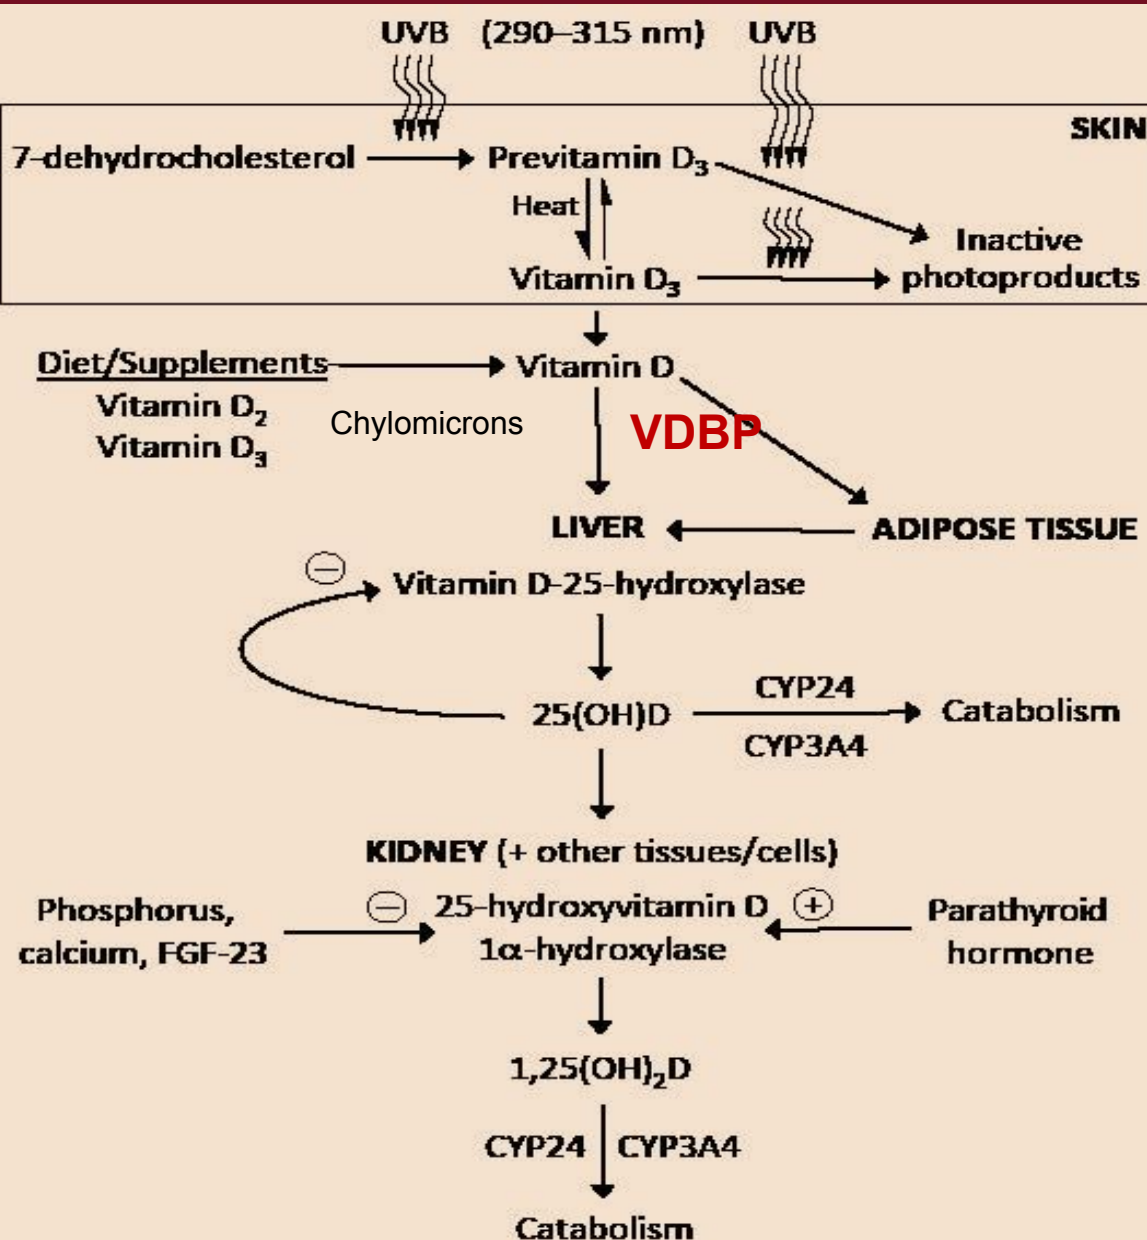 UVB (290–315 nm) UVB
SKIN
7-dehydrocholesterol Previtamin D₃
Heat
Inactive
photoproducts
Vitamin D₃
Diet/Supplements
Vitamin D₂
Vitamin D₃
Vitamin D
Chylomicrons
VDBP
LIVER
ADIPOSE TISSUE
− Vitamin D-25-hydroxylase
25(OH)D
CYP24
CYP3A4
Catabolism
KIDNEY (+ other tissues/cells)
Phosphorus,
calcium, FGF-23
− 25-hydroxyvitamin D +
1α-hydroxylase
Parathyroid
hormone
1,25(OH)₂D
CYP24 CYP3A4
Catabolism